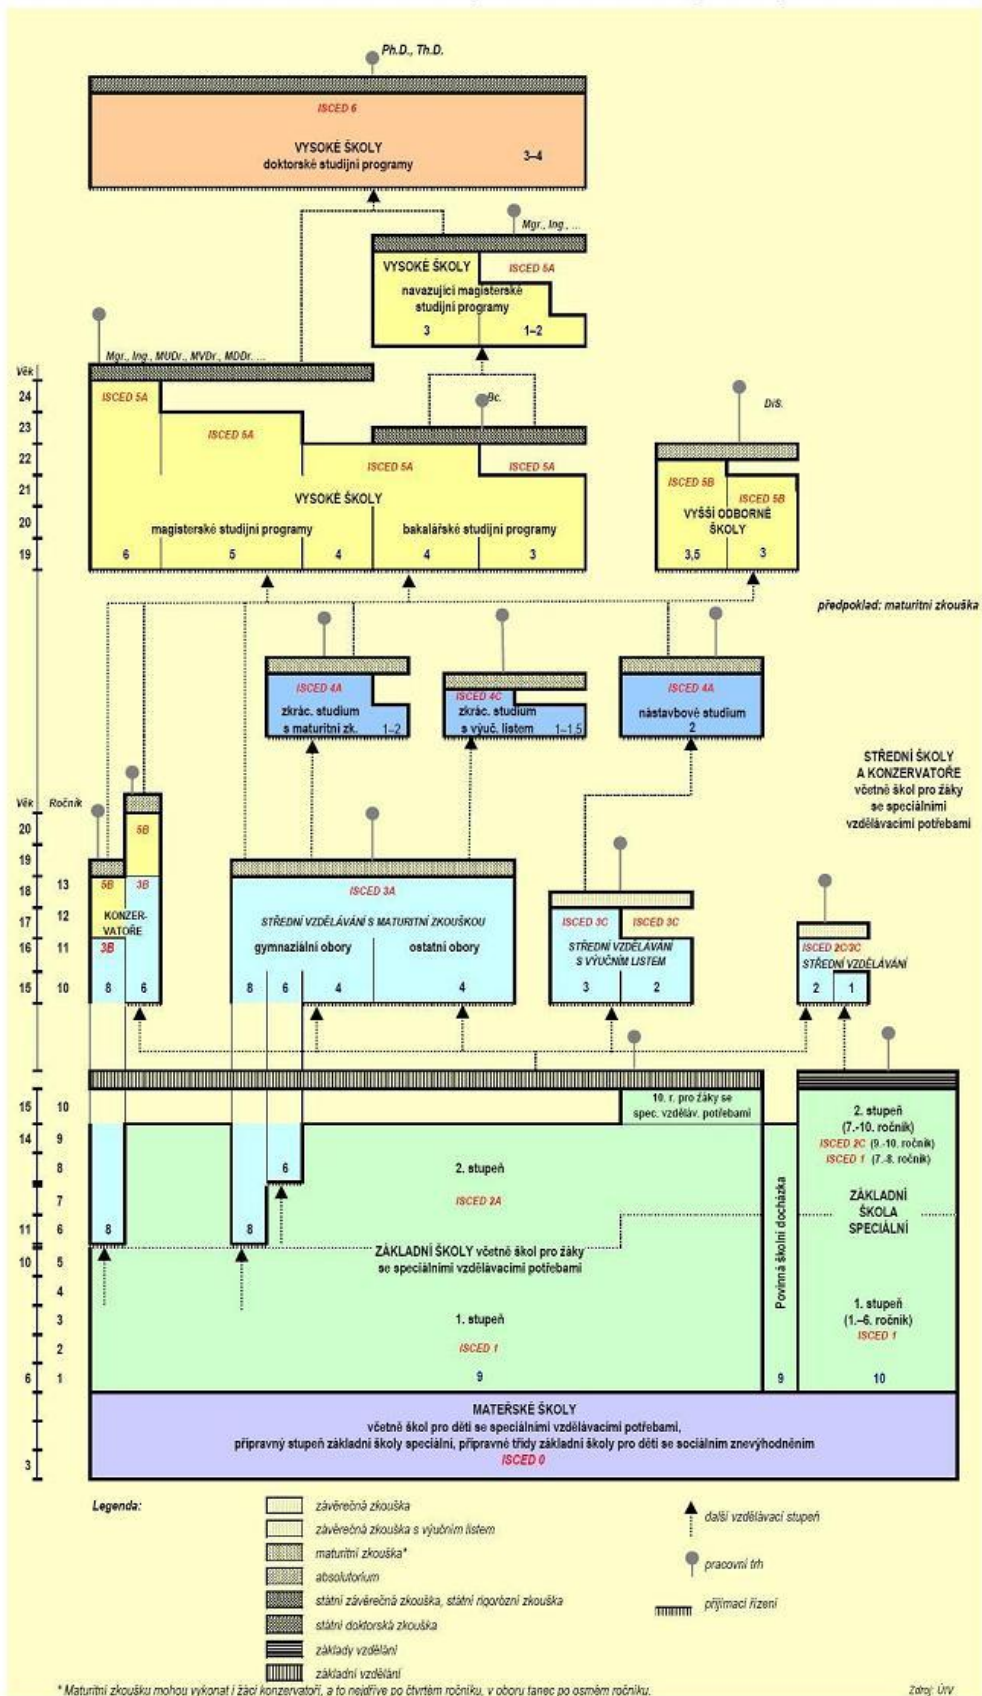 Ph.D., Th.D.
ISCED 6
VYSOKÉ ŠKOLY
doktorské studijní programy
3–4
Mgr., Ing., ...
VYSOKÉ ŠKOLY
ISCED 5A
navazující magisterské
studijní programy
3
1–2
Mgr., Ing., MUDr., MVDr., MDDr. ...
Bc.
DiS.
Věk
24
23
22
21
20
19
ISCED 5A
ISCED 5A
ISCED 5A
ISCED 5A
VYSOKÉ ŠKOLY
magisterské studijní programy
bakalářské studijní programy
6
5
4
4
3
ISCED 5B
ISCED 5B
VYŠŠÍ ODBORNÉ
ŠKOLY
3,5
3
předpoklad: maturitní zkouška
ISCED 4A
zkrác. studium
s maturitní zk.
1–2
ISCED 4C
zkrác. studium
s výuč. listem
1–1,5
ISCED 4A
nástavbové studium
2
STŘEDNÍ ŠKOLY
A KONZERVATOŘE
včetně škol pro žáky
se speciálními
vzdělávacími potřebami
Věk
Ročník
20
19
18
13
17
12
16
11
15
10
5B
5B
3B
KONZER-
VATOŘE
3B
8
6
ISCED 3A
STŘEDNÍ VZDĚLÁVÁNÍ S MATURITNÍ ZKOUŠKOU
gymnaziální obory
ostatní obory
8
6
4
4
ISCED 3C
ISCED 3C
STŘEDNÍ VZDĚLÁVÁNÍ
S VÝUČNÍM LISTEM
3
2
ISCED 2C/3C
STŘEDNÍ VZDĚLÁVÁNÍ
2
1
15
10
14
9
8
7
11
6
10
5
4
3
2
6
1
3
10. r. pro žáky se
spec. vzděláv. potřebami
8
8
6
2. stupeň
ISCED 2A
ZÁKLADNÍ ŠKOLY včetně škol pro žáky
se speciálními vzdělávacími potřebami
1. stupeň
ISCED 1
9
Povinná školní docházka
9
2. stupeň
(7.-10. ročník)
ISCED 2C (9.-10. ročník)
ISCED 1 (7.-8. ročník)
ZÁKLADNÍ
ŠKOLA
SPECIÁLNÍ
1. stupeň
(1.–6. ročník)
ISCED 1
10
MATEŘSKÉ ŠKOLY
včetně škol pro děti se speciálními vzdělávacími potřebami,
přípravný stupeň základní školy speciální, přípravné třídy základní školy pro děti se sociálním znevýhodněním
ISCED 0
Legenda:
závěrečná zkouška
závěrečná zkouška s výučním listem
maturitní zkouška*
absolutorium
státní závěrečná zkouška, státní rigorózní zkouška
státní doktorská zkouška
základy vzdělání
základní vzdělání
další vzdělávací stupeň
pracovní trh
přijímací řízení
* Maturitní zkoušku mohou vykonat i žáci konzervatoří, a to nejdříve po čtvrtém ročníku, v oboru tanec po osmém ročníku.
Zdroj: ÚIV